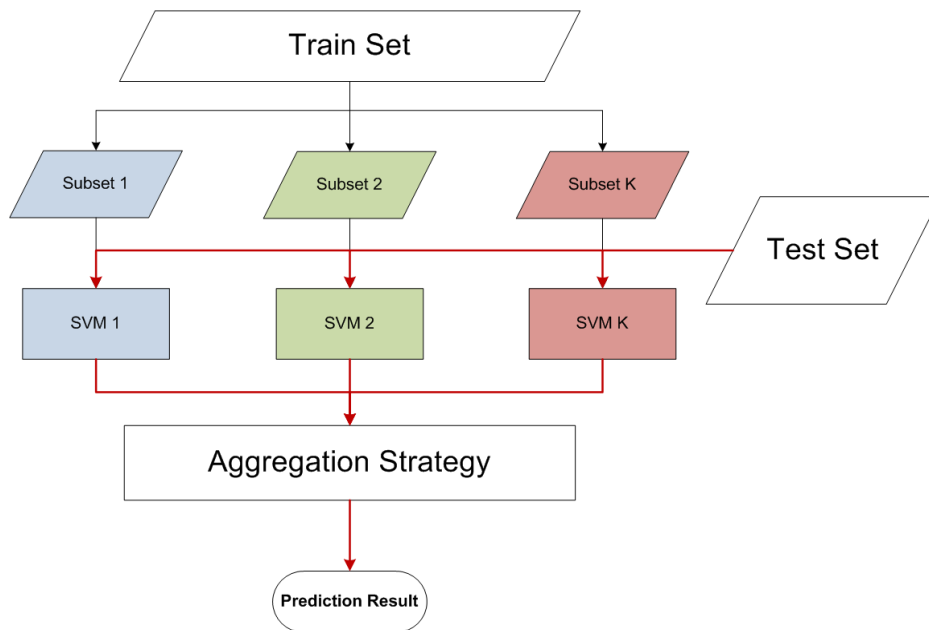 Train Set
Subset 1
Subset 2
Subset K
Test Set
SVM 1
SVM 2
SVM K
Aggregation Strategy
Prediction Result